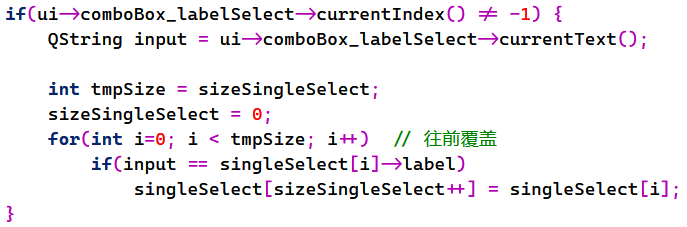 if(ui->comboBox_labelSelect->currentIndex() != -1) {
    QString input = ui->comboBox_labelSelect->currentText();

    int tmpSize = sizeSingleSelect;
    sizeSingleSelect = 0;
    for(int i=0; i < tmpSize; i++)  // 往前覆盖
        if(input == singleSelect[i]->label)
            singleSelect[sizeSingleSelect++] = singleSelect[i];
}